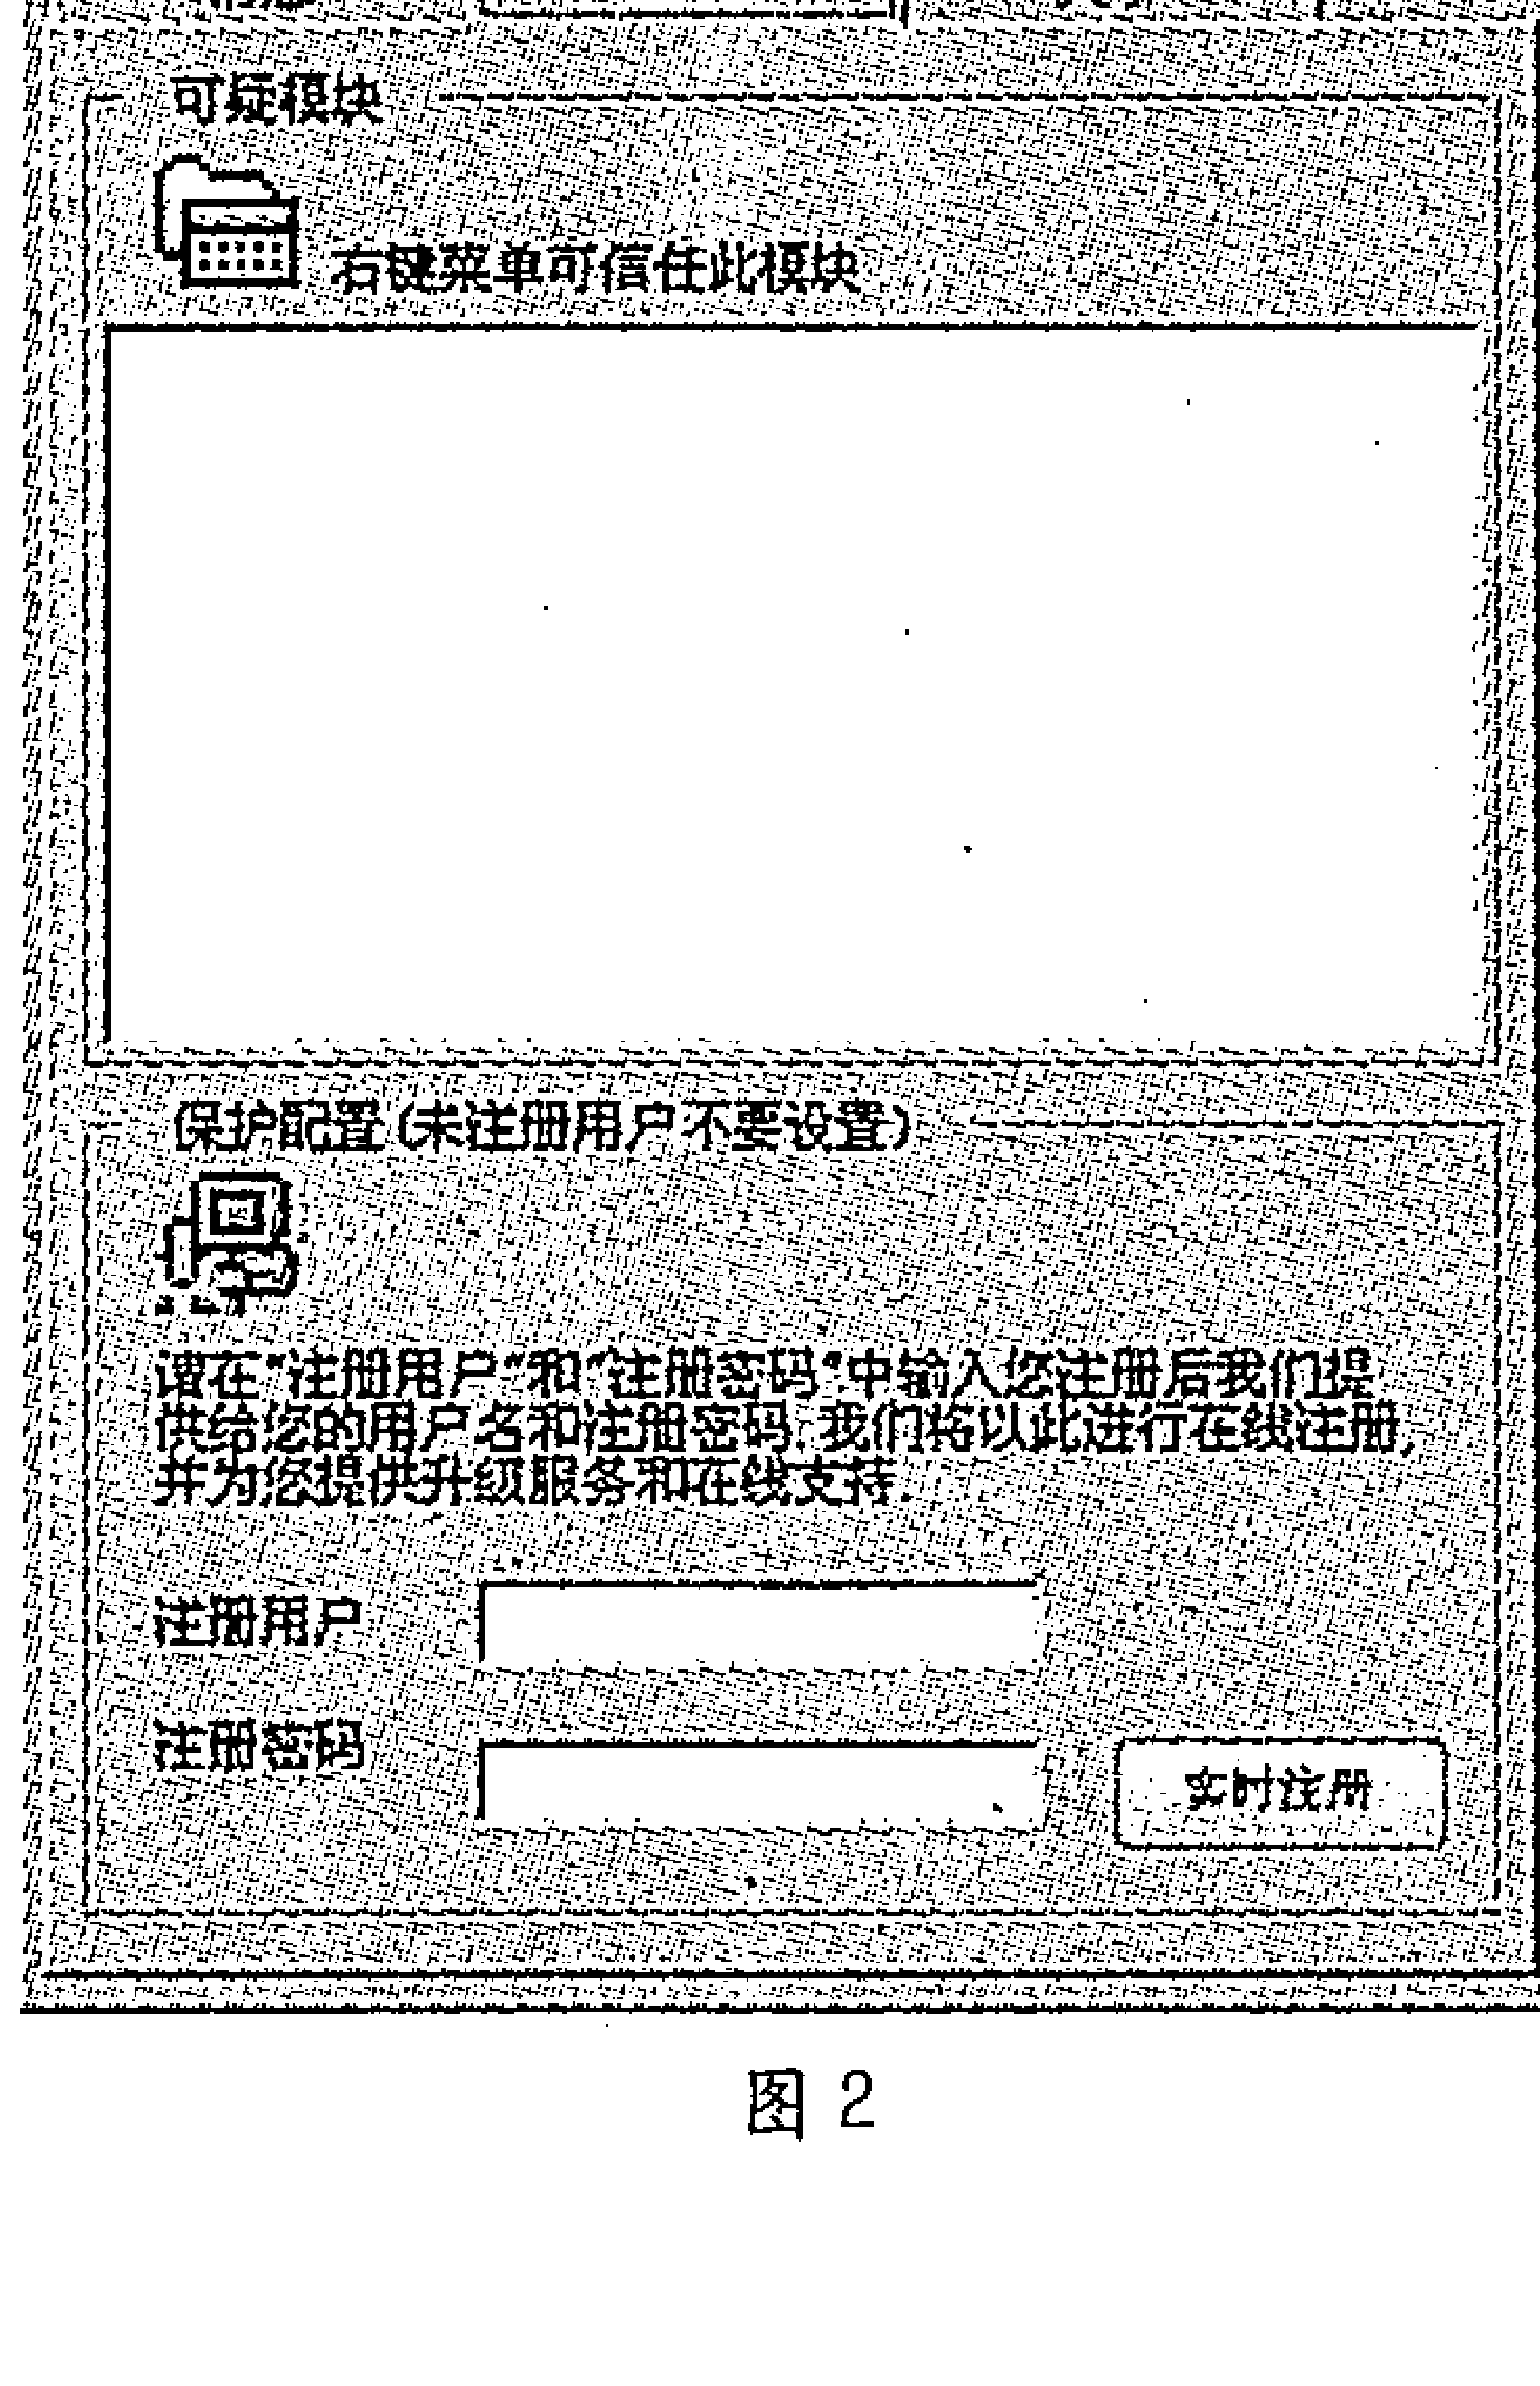 可疑模块
右键菜单可信任此模块
保护配置(未注册用户不要设置)
请在"注册用户"和"注册密码"中输入您注册后我们提
供给您的用户名和注册密码,我们将以此进行在线注册,
并为您提供升级服务和在线支持.
注册用户
注册密码
实时注册
图 2